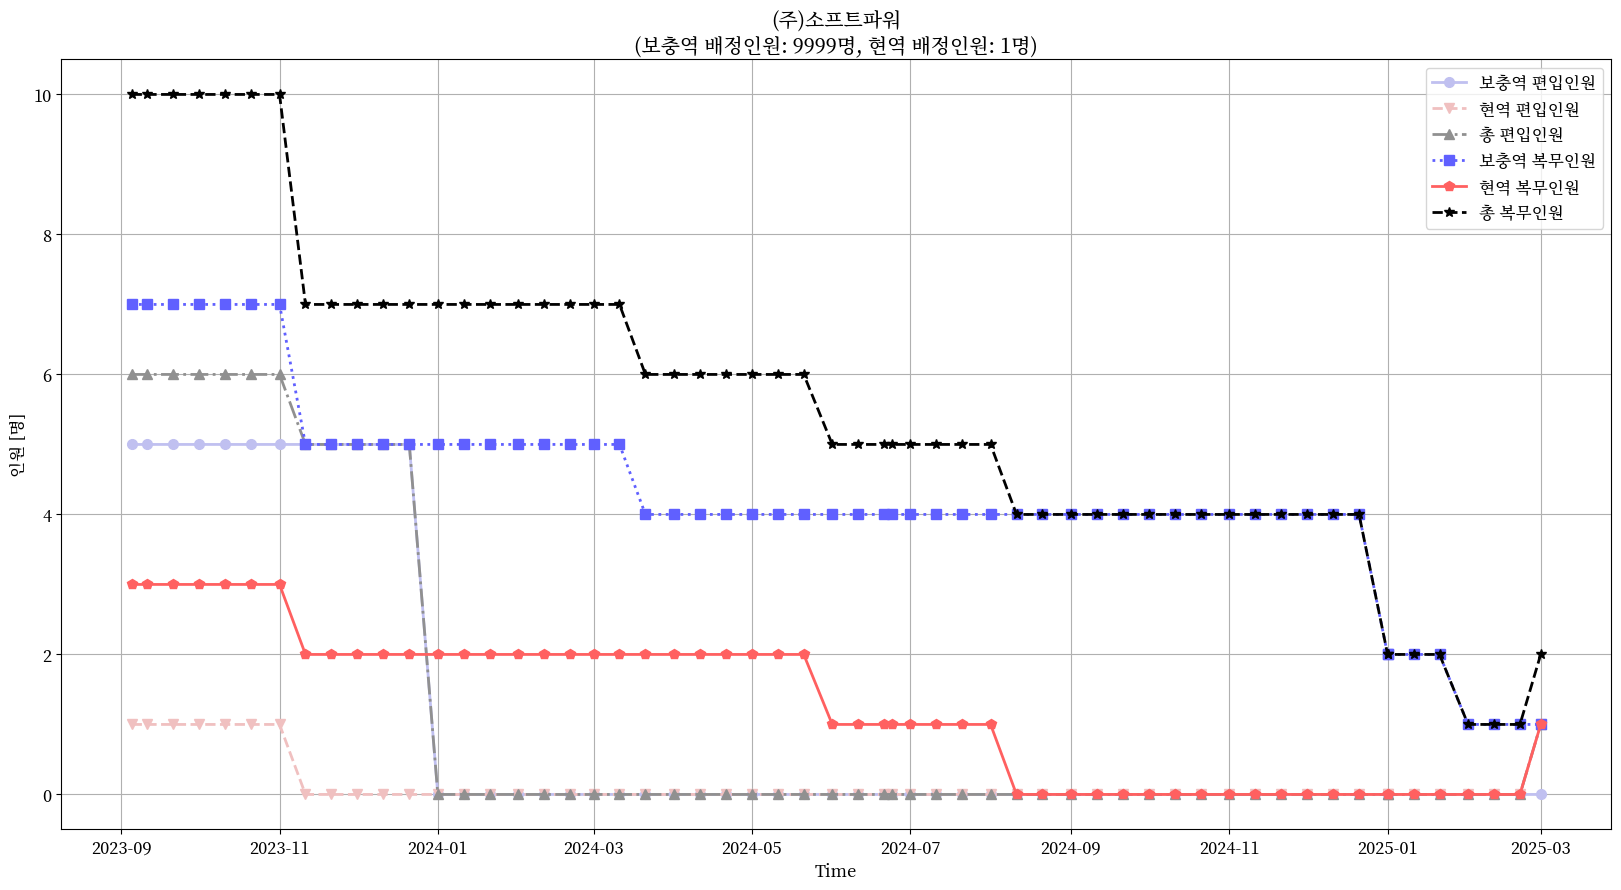 (주)소프트파워
(보충역 배정인원: 9999명, 현역 배정인원: 1명)
보충역 편입인원
현역 편입인원
총 편입인원
보충역 복무인원
현역 복무인원
총 복무인원
인원 [명]
10
8
6
4
2
0
2023-09 2023-11 2024-01 2024-03 2024-05 2024-07 2024-09 2024-11 2025-01 2025-03
Time